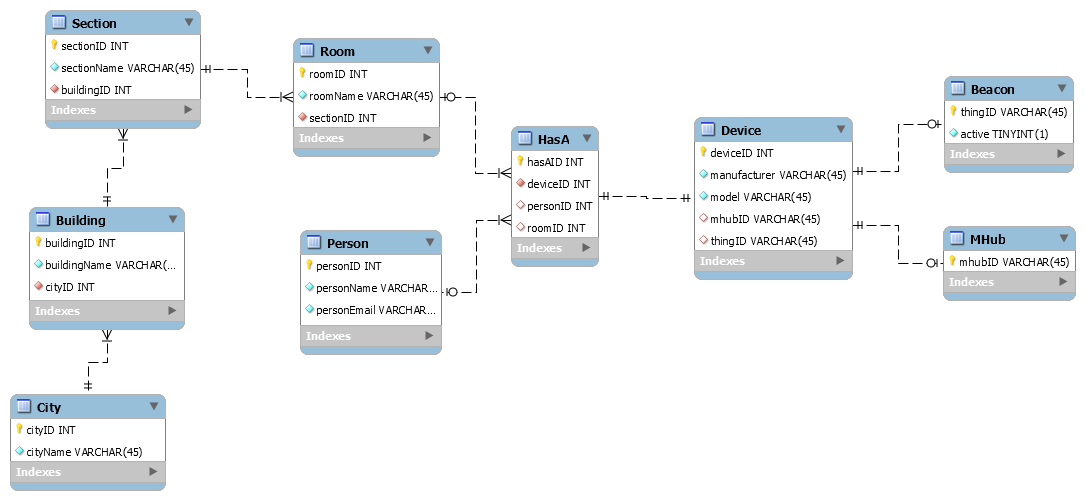 Section
sectionID INT
sectionName VARCHAR(45)
buildingID INT
Indexes
Room
roomID INT
roomName VARCHAR(45)
sectionID INT
Indexes
HasA
hasAID INT
deviceID INT
personID INT
roomID INT
Indexes
Device
deviceID INT
manufacturer VARCHAR(45)
model VARCHAR(45)
mhubID VARCHAR(45)
thingID VARCHAR(45)
Indexes
Beacon
thingID VARCHAR(45)
active TINYINT(1)
Indexes
Building
buildingID INT
buildingName VARCHAR(...
cityID INT
Indexes
Person
personID INT
personName VARCHAR...
personEmail VARCHAR...
Indexes
MHub
mhubID VARCHAR(45)
Indexes
City
cityID INT
cityName VARCHAR(45)
Indexes